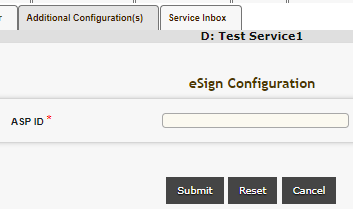 r Additional Configuration(s) Service Inbox
D: Test Service1
eSign Configuration
ASP ID *
Submit Reset Cancel